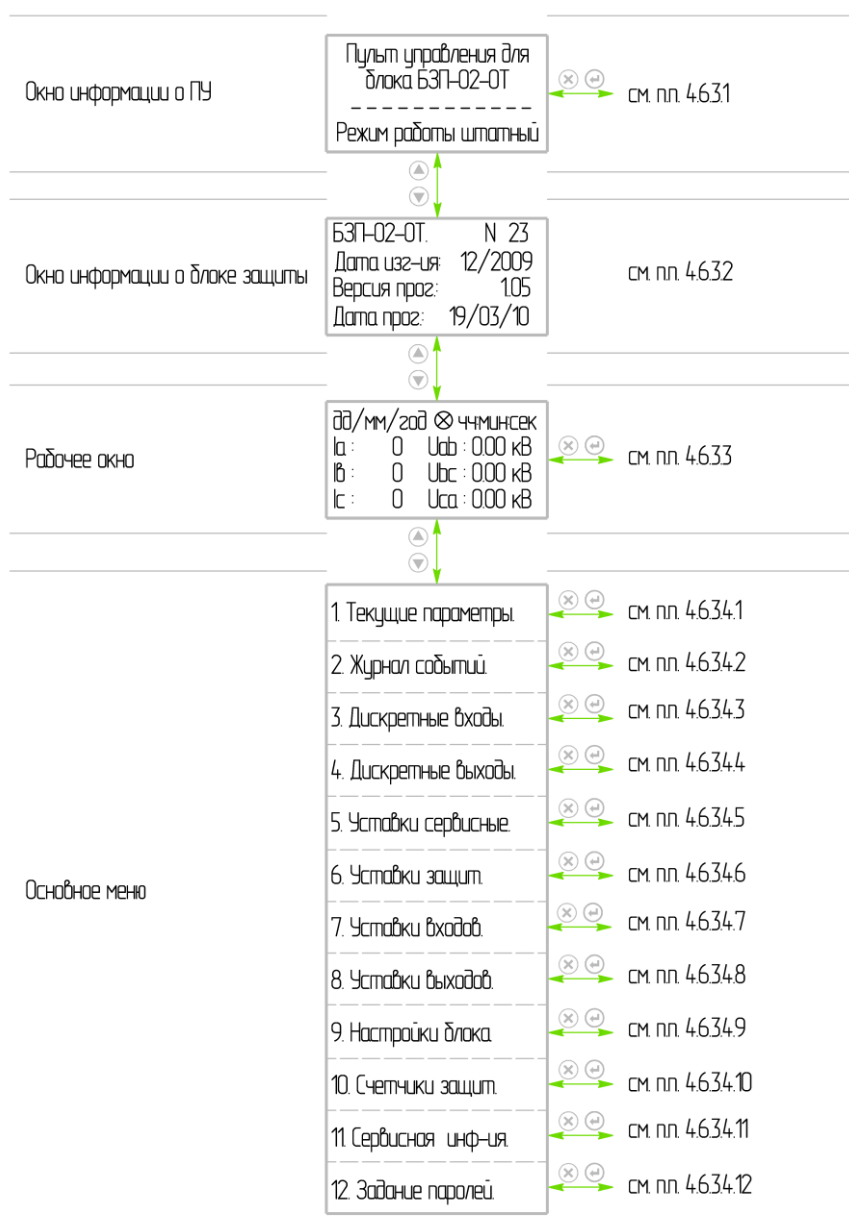 Окно информации о ПУ
Пульт управления для
блока БЗП-02-ОТ
Режим работы штатный
см. п.п. 4.6.3.1
Окно информации о блоке защиты
БЗП-02-ОТ. N 23
Дата изг-ия: 12/2009
Версия прог.: 1.05
Дата прог.: 19/03/10
см. п.п. 4.6.3.2
Рабочее окно
дд/мм/год ⊗ чч:мин:сек
Ia : 0 Uab : 0.00 кВ
Iв : 0 Ubc : 0.00 кВ
Ic : 0 Uca : 0.00 кВ
см. п.п. 4.6.3.3
Основное меню
1. Текущие параметры.
см. п.п. 4.6.3.4.1
2. Журнал событий.
см. п.п. 4.6.3.4.2
3. Дискретные входы.
см. п.п. 4.6.3.4.3
4. Дискретные выходы.
см. п.п. 4.6.3.4.4
5. Уставки сервисные.
см. п.п. 4.6.3.4.5
6. Уставки защит.
см. п.п. 4.6.3.4.6
7. Уставки входов.
см. п.п. 4.6.3.4.7
8. Уставки выходов.
см. п.п. 4.6.3.4.8
9. Настройки блока.
см. п.п. 4.6.3.4.9
10. Счетчики защит.
см. п.п. 4.6.3.4.10
11. Сервисная инф-ия.
см. п.п. 4.6.3.4.11
12. Задание паролей.
см. п.п. 4.6.3.4.12